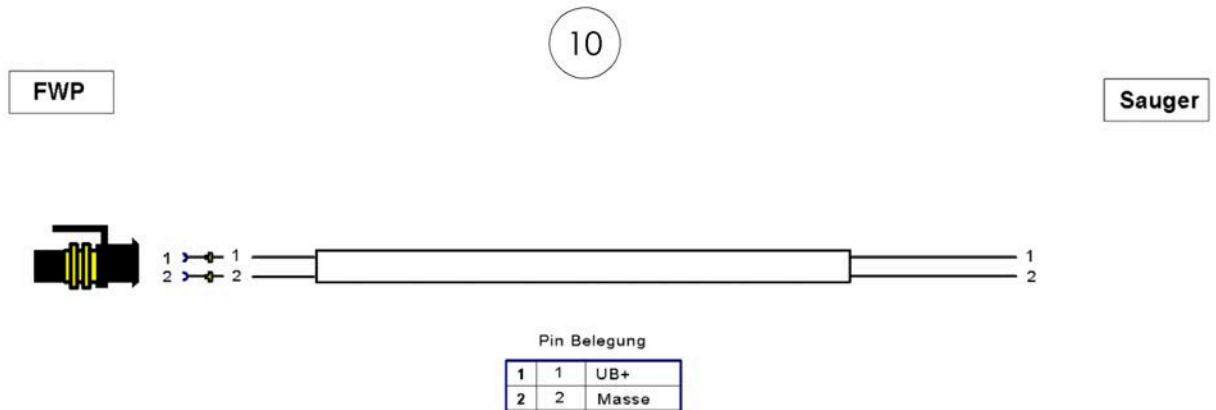 10
FWP
Sauger
1 1 1
2 2 2
Pin Belegung
1 1 UB+
2 2 Masse